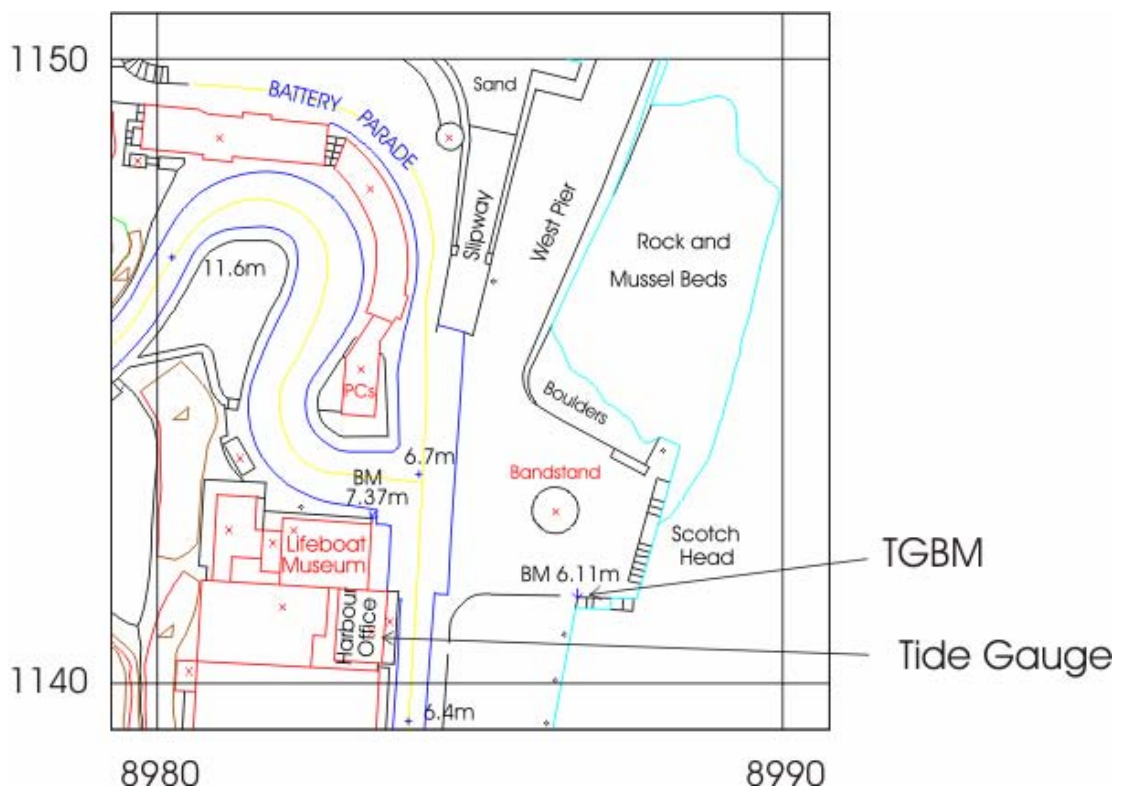 1150
Sand
BATTERY PARADE
Slipway
West Pier
Rock and
Mussel Beds
11.6m
PCs
Boulders
6.7m
BM
7.37m
Bandstand
Scotch
Head
Lifeboat
Museum
BM 6.11m
TGBM
Harbour
Office
Tide Gauge
1140
6.4m
8980
8990